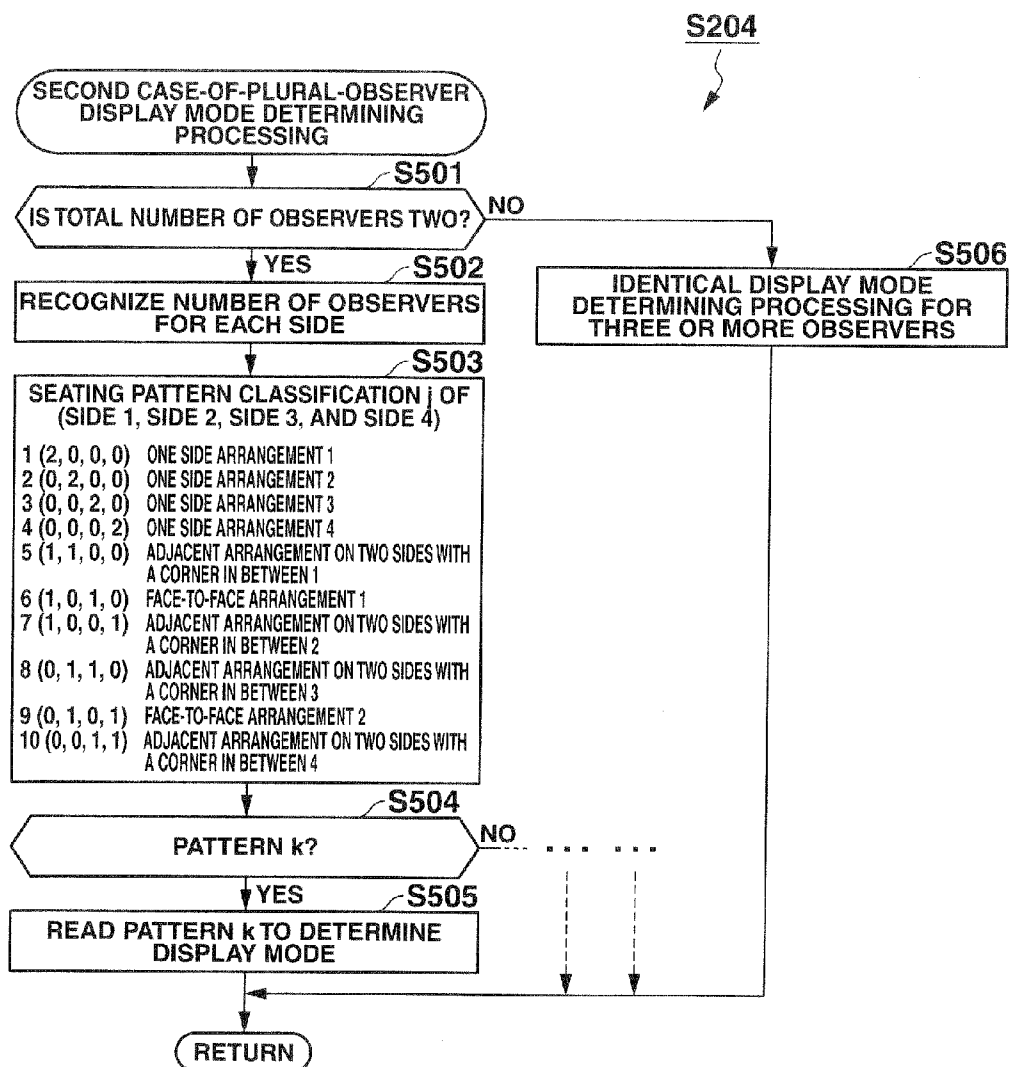 S204
SECOND CASE-OF-PLURAL-OBSERVER
DISPLAY MODE DETERMINING
PROCESSING
S501
IS TOTAL NUMBER OF OBSERVERS TWO?
NO
YES
S502
RECOGNIZE NUMBER OF OBSERVERS
FOR EACH SIDE
S506
IDENTICAL DISPLAY MODE
DETERMINING PROCESSING FOR
THREE OR MORE OBSERVERS
S503
SEATING PATTERN CLASSIFICATION j OF
(SIDE 1, SIDE 2, SIDE 3, AND SIDE 4)
1 (2, 0, 0, 0) ONE SIDE ARRANGEMENT 1
2 (0, 2, 0, 0) ONE SIDE ARRANGEMENT 2
3 (0, 0, 2, 0) ONE SIDE ARRANGEMENT 3
4 (0, 0, 0, 2) ONE SIDE ARRANGEMENT 4
5 (1, 1, 0, 0) ADJACENT ARRANGEMENT ON TWO SIDES WITH
A CORNER IN BETWEEN 1
6 (1, 0, 1, 0) FACE-TO-FACE ARRANGEMENT 1
7 (1, 0, 0, 1) ADJACENT ARRANGEMENT ON TWO SIDES WITH
A CORNER IN BETWEEN 2
8 (0, 1, 1, 0) ADJACENT ARRANGEMENT ON TWO SIDES WITH
A CORNER IN BETWEEN 3
9 (0, 1, 0, 1) FACE-TO-FACE ARRANGEMENT 2
10 (0, 0, 1, 1) ADJACENT ARRANGEMENT ON TWO SIDES WITH
A CORNER IN BETWEEN 4
S504
PATTERN k?
NO
YES
S505
READ PATTERN k TO DETERMINE
DISPLAY MODE
RETURN